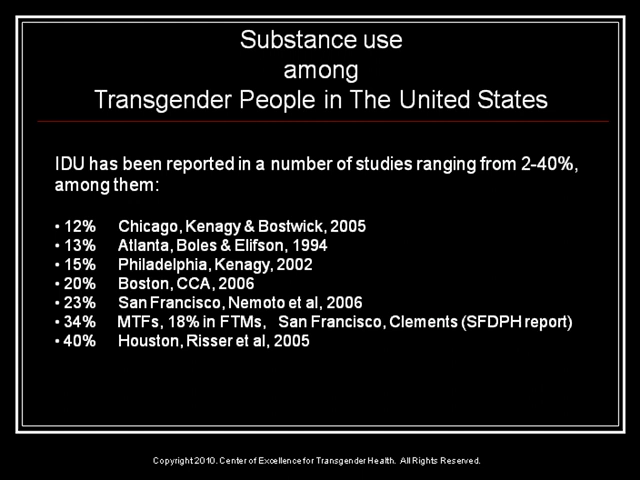 Substance use
among
Transgender People in The United States
IDU has been reported in a number of studies ranging from 2-40%,
among them:
• 12% Chicago, Kenagy & Bostwick, 2005
• 13% Atlanta, Boles & Elifson, 1994
• 15% Philadelphia, Kenagy, 2002
• 20% Boston, CCA, 2006
• 23% San Francisco, Nemoto et al, 2006
• 34% MTFs, 18% in FTMs, San Francisco, Clements (SFDPH report)
• 40% Houston, Risser et al, 2005
Copyright 2010. Center of Excellence for Transgender Health. All Rights Reserved.